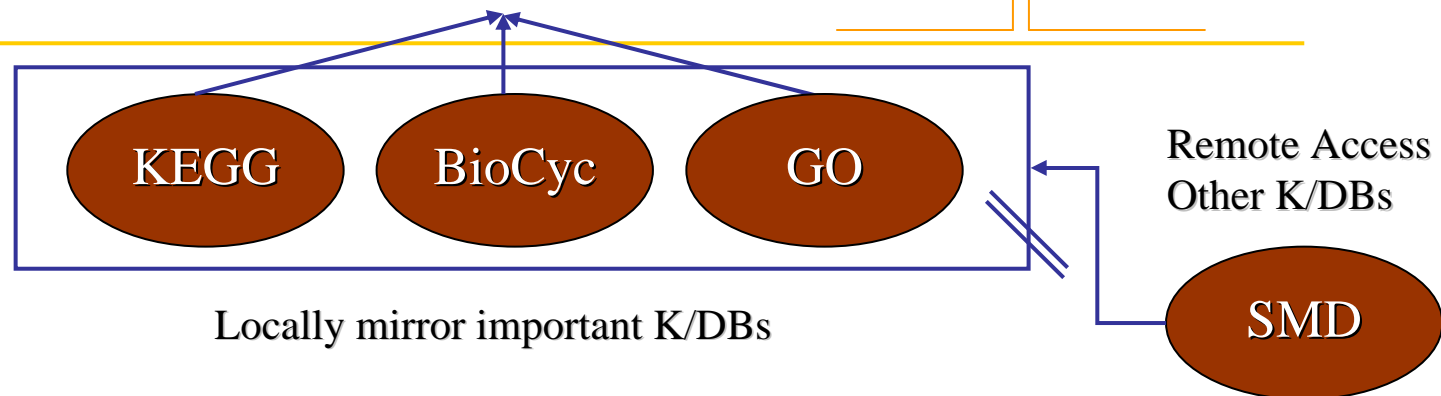 KEGG
BioCyc
GO
Remote Access
Other K/DBs
Locally mirror important K/DBs
SMD